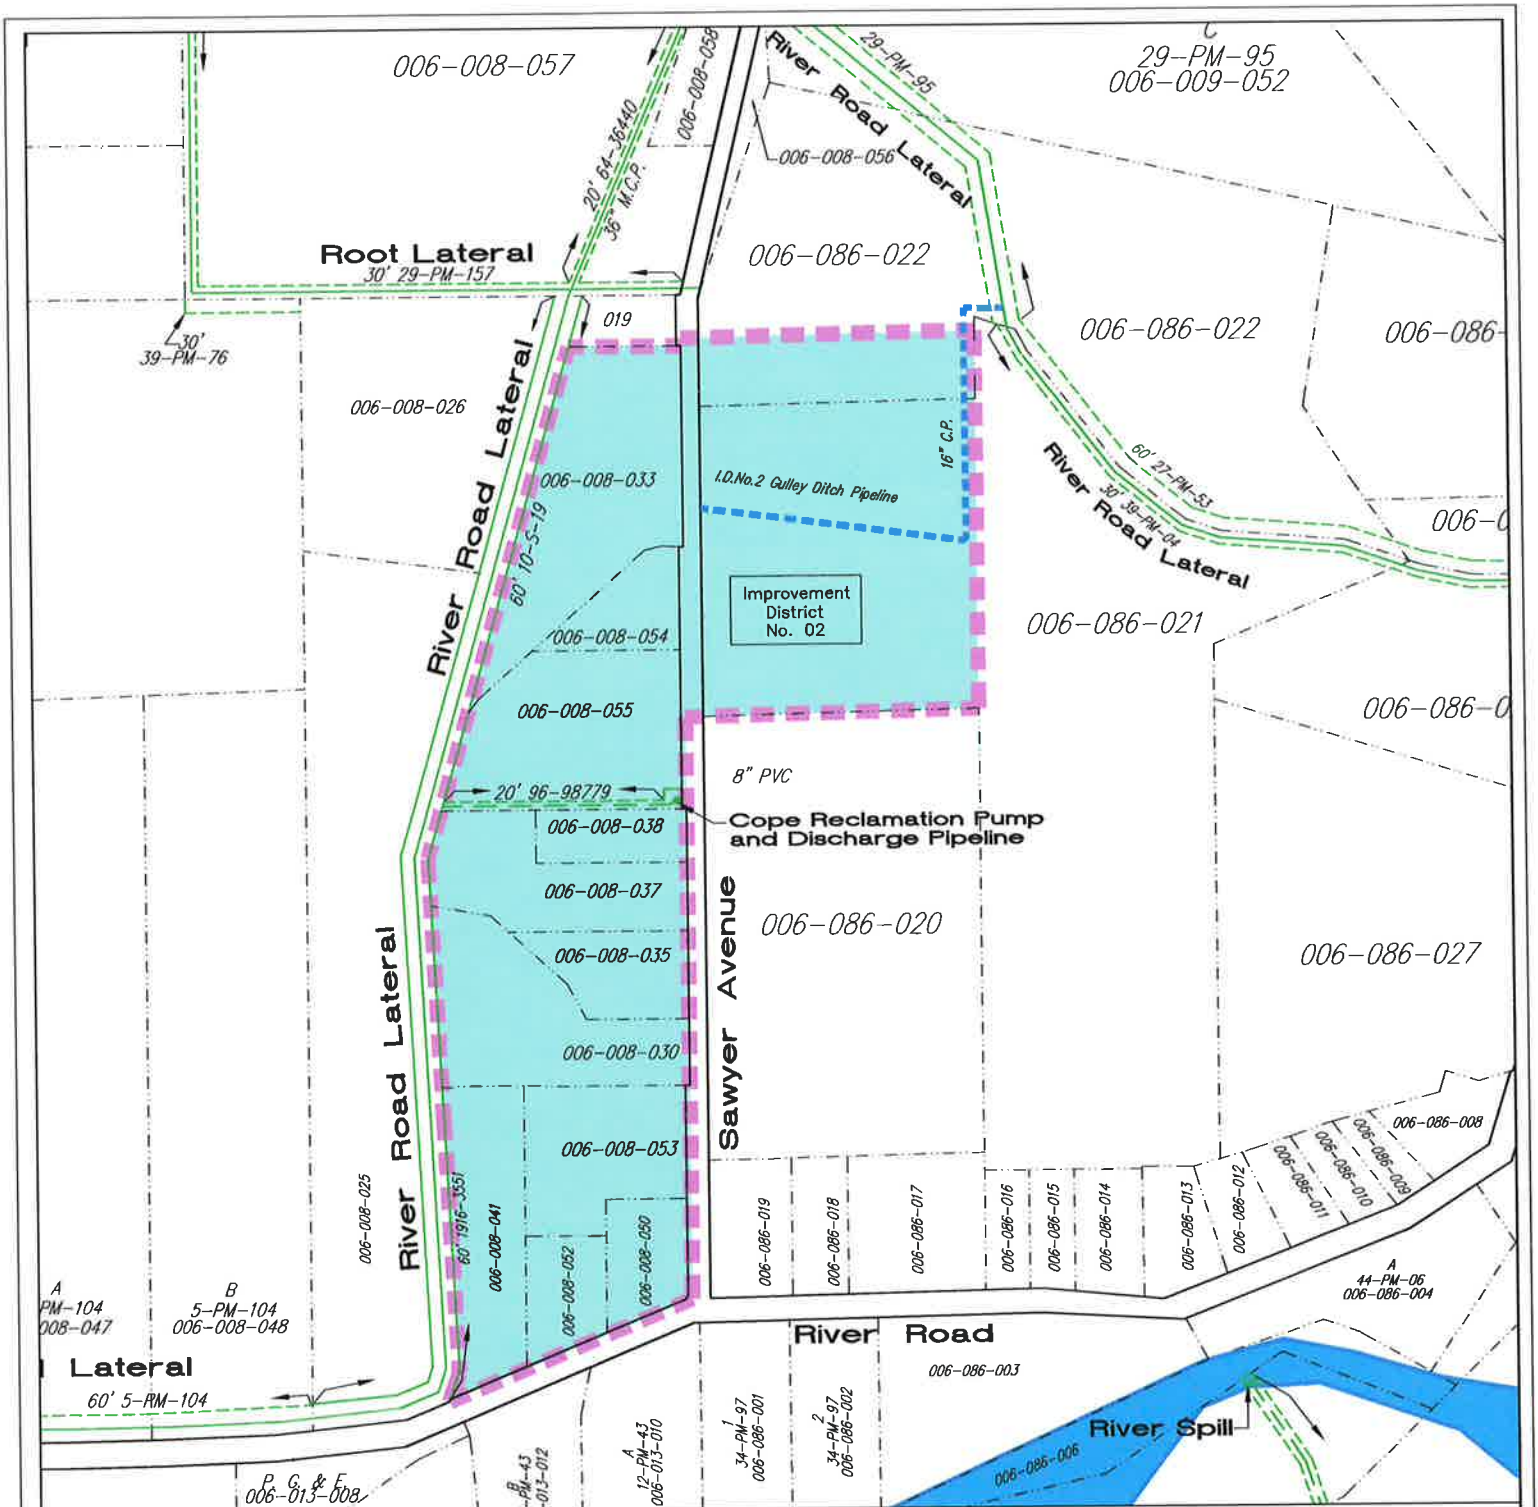 006-008-057
20' 64-36440
36" M.C.P.
006-008-058
River Road Lateral
29-PM-95
C
29-PM-95
006-009-052
006-008-056
Root Lateral
30' 29-PM-157
006-086-022
30'
39-PM-76
019
006-086-022
006-086-
006-008-026
River Road Lateral
006-008-033
60' 10-S-19
16" C.P.
I.D.No.2 Gulley Ditch Pipeline
60' 27-PM-53
30' 39-PM-04
River Road Lateral
006-0
Improvement
District
No. 02
006-008-054
006-086-021
006-008-055
006-086-0
8" PVC
20' 96-98779
Cope Reclamation Pump
and Discharge Pipeline
006-008-038
006-008-037
006-086-020
006-008-035
006-086-027
River Road Lateral
Sawyer Avenue
006-008-030
006-008-053
006-086-008
006-086-009
006-086-010
006-086-011
006-086-012
006-086-013
006-086-014
006-086-015
006-086-016
006-086-017
006-086-018
006-086-019
006-008-025
60' 1916-3551
006-008-041
006-008-052
006-008-050
A
PM-104
008-047
B
5-PM-104
006-008-048
A
44-PM-06
006-086-004
River Road
Lateral
60' 5-PM-104
006-086-003
1
34-PM-97
006-086-001
2
34-PM-97
006-086-002
River Spill
006-086-006
A
12-PM-43
006-013-010
B
-PM-43
-013-012
P. G. & E.
006-013-008